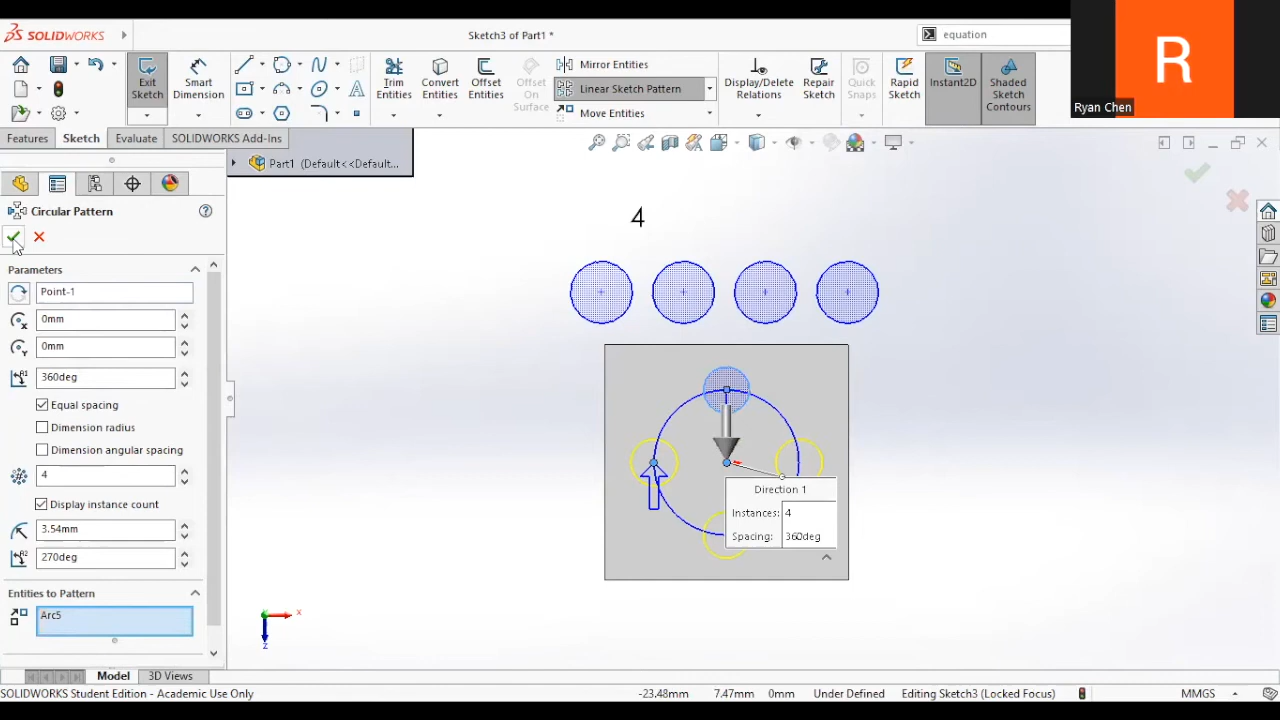 SOLIDWORKS
Sketch3 of Part1 *
equation
R
Ryan Chen
Exit Sketch
Smart Dimension
Trim Entities
Convert Entities
Offset Entities
Offset On Surface
Mirror Entities
Linear Sketch Pattern
Move Entities
Display/Delete Relations
Repair Sketch
Quick Snaps
Rapid Sketch
Instant2D
Shaded Sketch Contours
Features
Sketch
Evaluate
SOLIDWORKS Add-Ins
Part1 (Default<<Default...
Circular Pattern
Parameters
Point-1
0mm
0mm
360deg
Equal spacing
Dimension radius
Dimension angular spacing
4
Display instance count
3.54mm
270deg
Entities to Pattern
Arc5
4
Direction 1
Instances: 4
Spacing: 360deg
x
z
Model
3D Views
SOLIDWORKS Student Edition - Academic Use Only
-23.48mm
7.47mm
0mm
Under Defined
Editing Sketch3 (Locked Focus)
MMGS